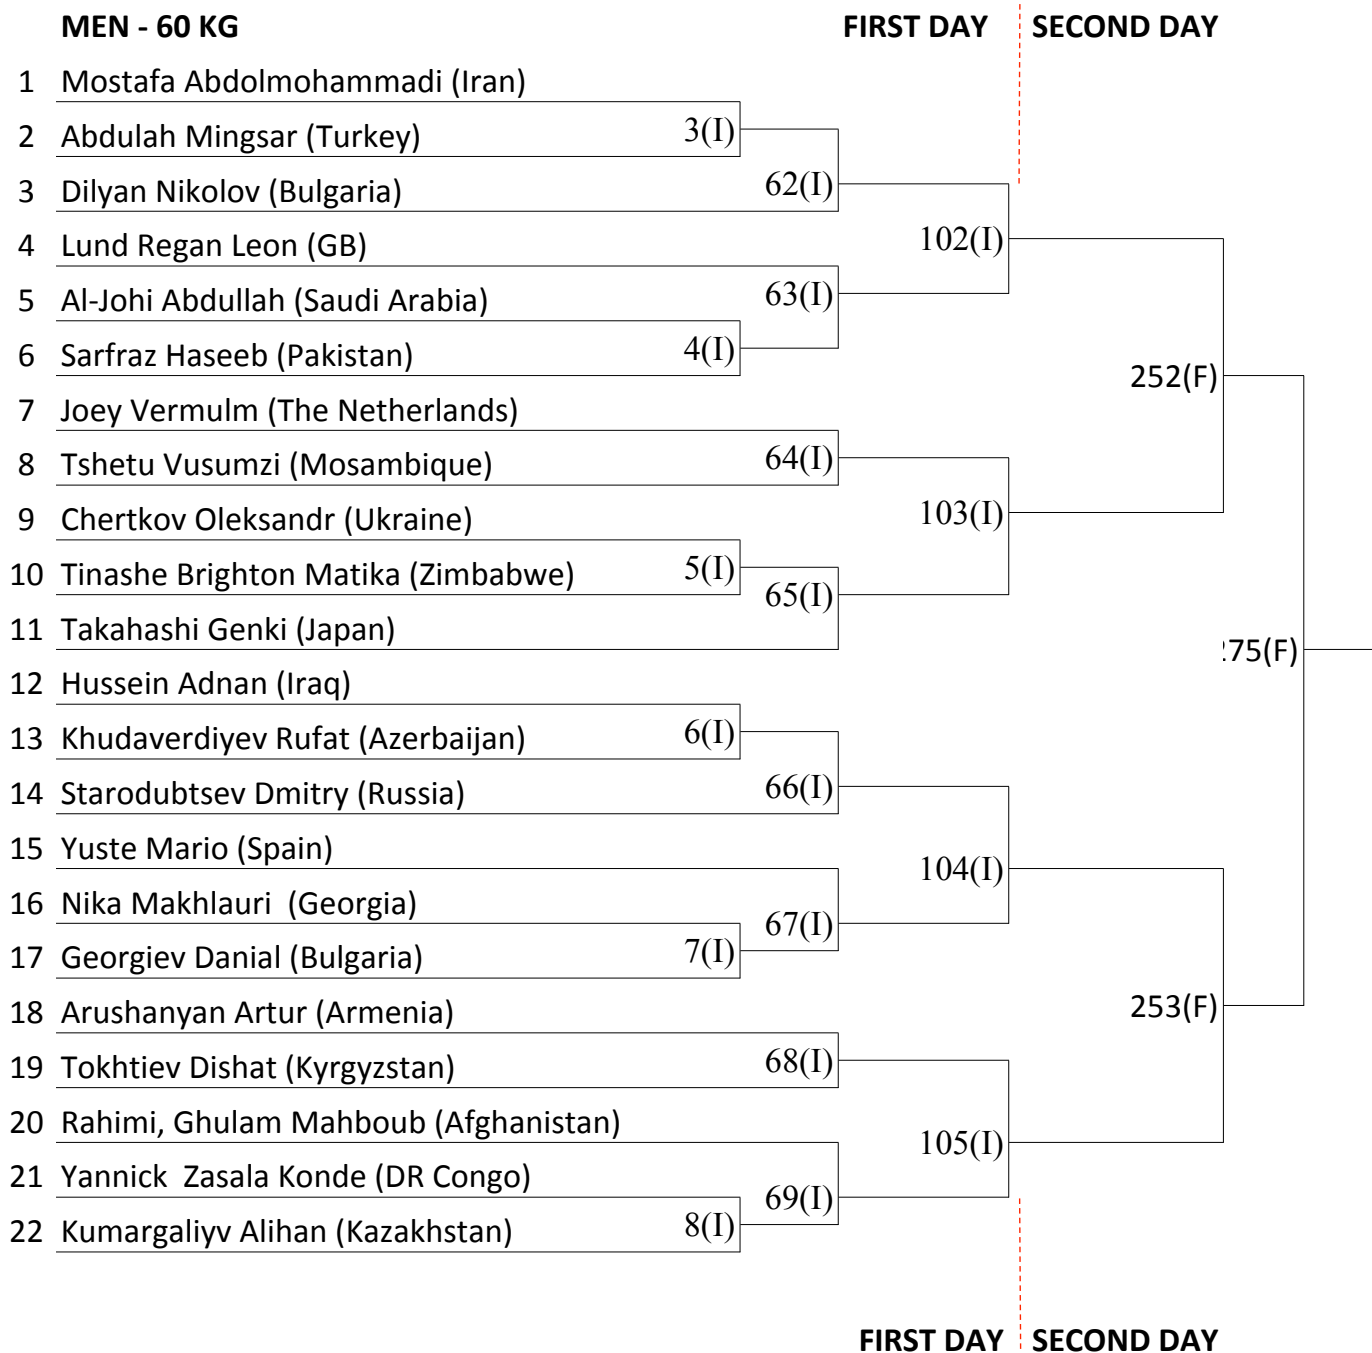 MEN - 60 KG FIRST DAY SECOND DAY
1 Mostafa Abdolmohammadi (Iran)
2 Abdulah Mingsar (Turkey) 3(I)
3 Dilyan Nikolov (Bulgaria) 62(I)
4 Lund Regan Leon (GB) 102(I)
5 Al-Johi Abdullah (Saudi Arabia) 63(I)
6 Sarfraz Haseeb (Pakistan) 4(I)
252(F)
7 Joey Vermulm (The Netherlands)
8 Tshetu Vusumzi (Mosambique) 64(I)
9 Chertkov Oleksandr (Ukraine) 103(I)
10 Tinashe Brighton Matika (Zimbabwe) 5(I)
65(I)
11 Takahashi Genki (Japan)
275(F)
12 Hussein Adnan (Iraq)
13 Khudaverdiyev Rufat (Azerbaijan) 6(I)
14 Starodubtsev Dmitry (Russia) 66(I)
15 Yuste Mario (Spain)
104(I)
16 Nika Makhlauri (Georgia)
67(I)
17 Georgiev Danial (Bulgaria) 7(I)
18 Arushanyan Artur (Armenia) 253(F)
19 Tokhtiev Dishat (Kyrgyzstan) 68(I)
20 Rahimi, Ghulam Mahboub (Afghanistan)
105(I)
21 Yannick Zasala Konde (DR Congo)
69(I)
22 Kumargaliyv Alihan (Kazakhstan) 8(I)
FIRST DAY SECOND DAY